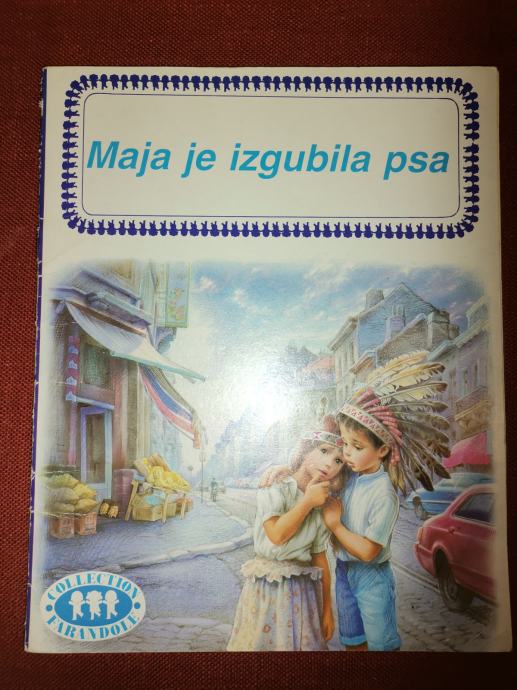 Maja je izgubila psa
COLLECTION
FARANDOLE